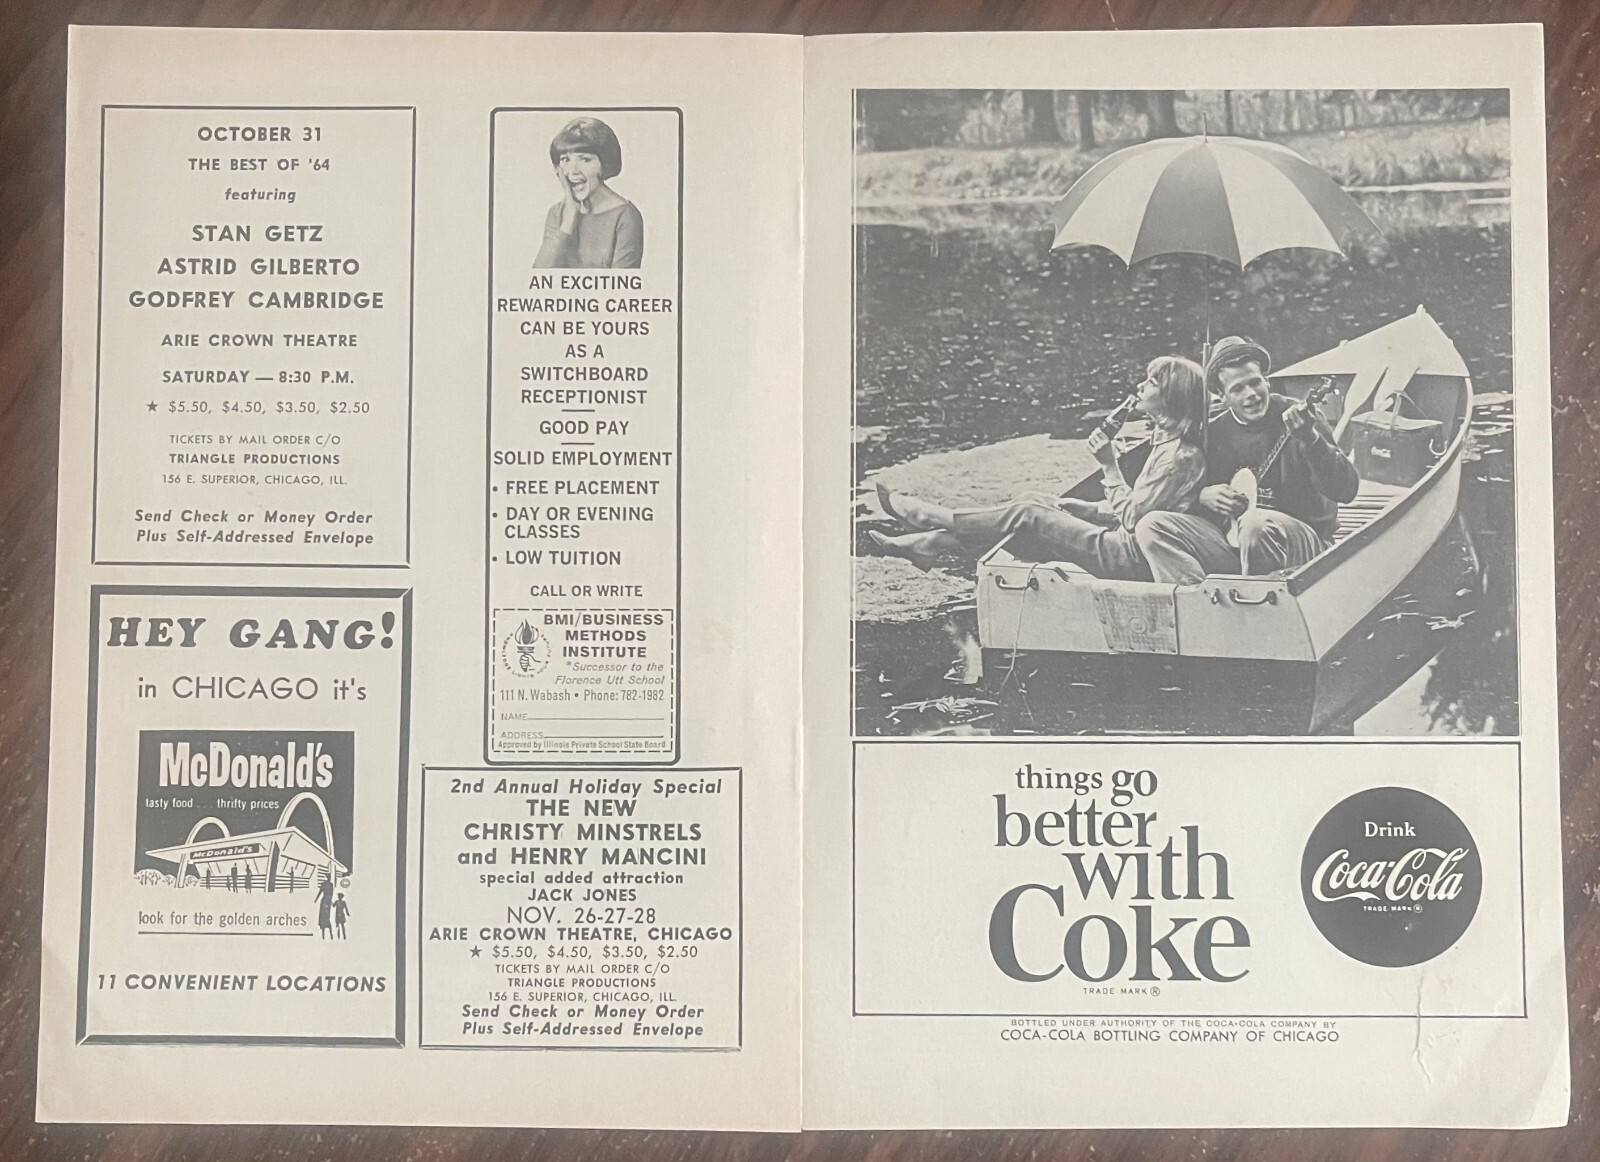 OCTOBER 31
THE BEST OF '64
featuring
STAN GETZ
ASTRID GILBERTO
GODFREY CAMBRIDGE
ARIE CROWN THEATRE
SATURDAY — 8:30 P.M.
★ $5.50, $4.50, $3.50, $2.50
TICKETS BY MAIL ORDER C/O
TRIANGLE PRODUCTIONS
156 E. SUPERIOR, CHICAGO, ILL.
Send Check or Money Order
Plus Self-Addressed Envelope
HEY GANG!
in CHICAGO it's
McDonald's
tasty food . . . thrifty prices
McDonald's
look for the golden arches
11 CONVENIENT LOCATIONS
AN EXCITING
REWARDING CAREER
CAN BE YOURS
AS A
SWITCHBOARD
RECEPTIONIST
GOOD PAY
SOLID EMPLOYMENT
• FREE PLACEMENT
• DAY OR EVENING
CLASSES
• LOW TUITION
CALL OR WRITE
BMI/BUSINESS
METHODS
INSTITUTE
*Successor to the
Florence Utt School
111 N. Wabash • Phone: 782-1982
NAME
ADDRESS
Approved by Illinois Private School State Board
2nd Annual Holiday Special
THE NEW
CHRISTY MINSTRELS
and HENRY MANCINI
special added attraction
JACK JONES
NOV. 26-27-28
ARIE CROWN THEATRE, CHICAGO
★ $5.50, $4.50, $3.50, $2.50
TICKETS BY MAIL ORDER C/O
TRIANGLE PRODUCTIONS
156 E. SUPERIOR, CHICAGO, ILL.
Send Check or Money Order
Plus Self-Addressed Envelope
things go
better
with
Coke
TRADE MARK ®
Drink
Coca-Cola
TRADE MARK ®
BOTTLED UNDER AUTHORITY OF THE COCA-COLA COMPANY BY
COCA-COLA BOTTLING COMPANY OF CHICAGO